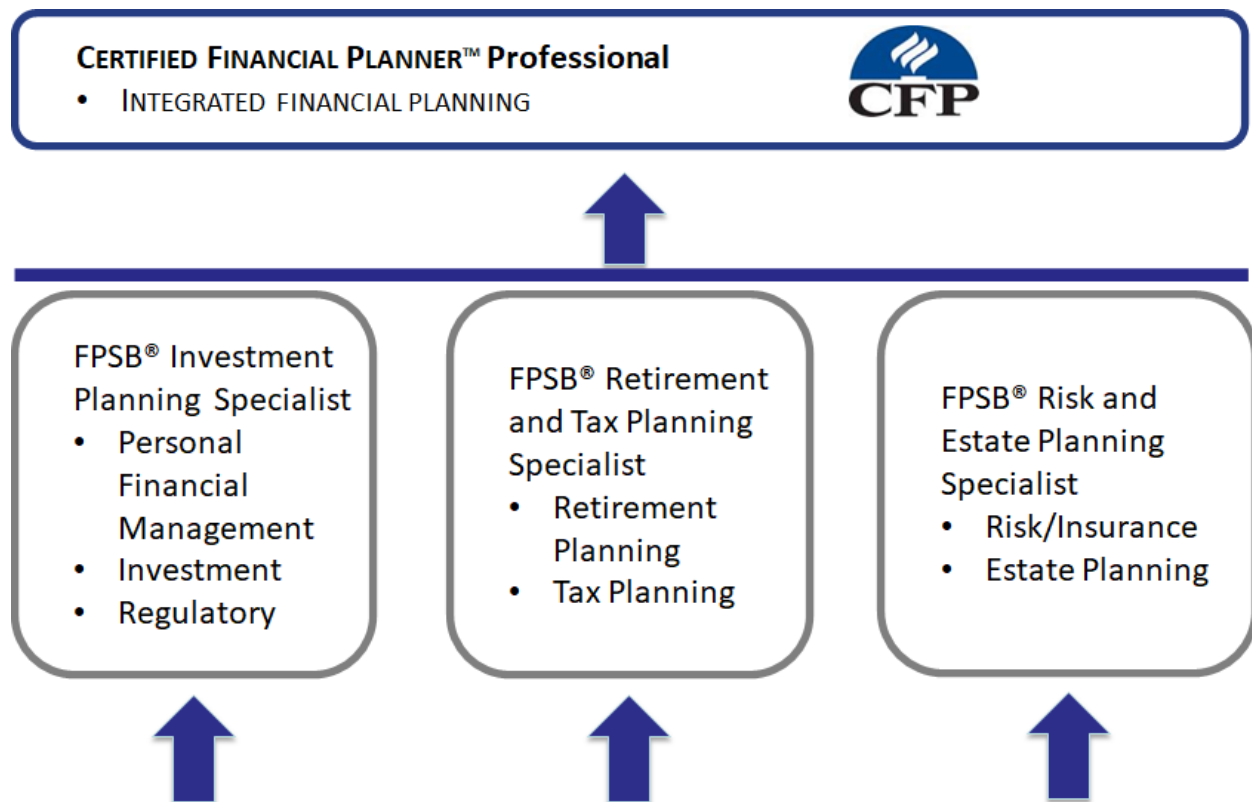 CERTIFIED FINANCIAL PLANNER™ Professional
• INTEGRATED FINANCIAL PLANNING
CFP
FPSB® Investment
Planning Specialist
• Personal
Financial
Management
• Investment
• Regulatory
FPSB® Retirement
and Tax Planning
Specialist
• Retirement
Planning
• Tax Planning
FPSB® Risk and
Estate Planning
Specialist
• Risk/Insurance
• Estate Planning